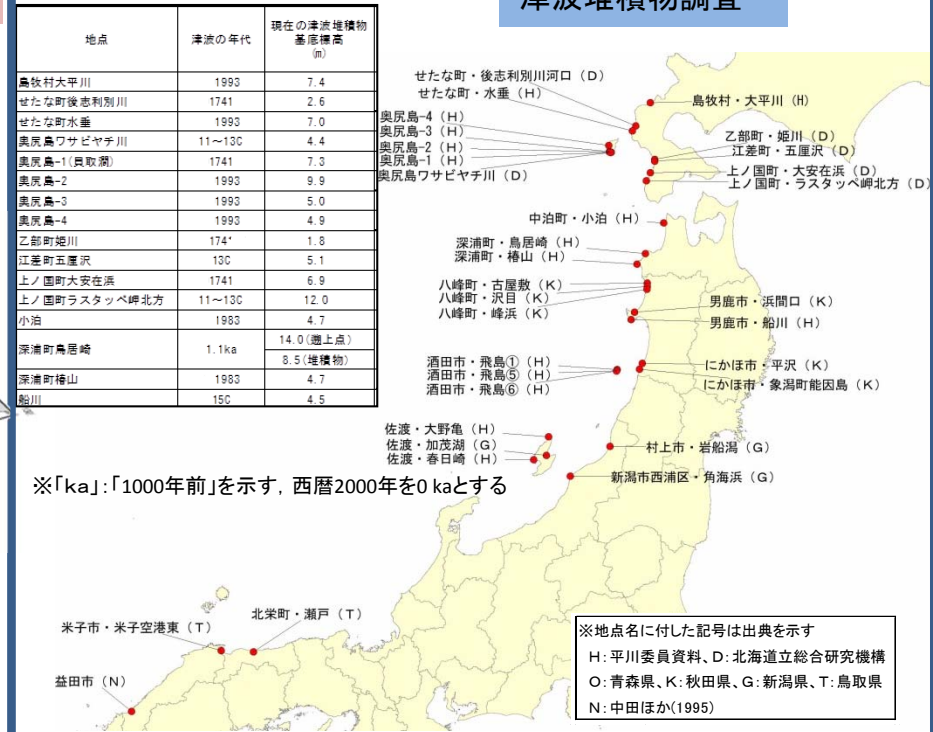 津波堆積物調査
地点 津波の年代 現在の津波堆積物基底標高(m)
島牧村大平川 1993 7.4
せたな町後志利別川 1741 2.6
せたな町水垂 1993 7.0
奥尻島ワサビヤチ川 11～13C 4.4
奥尻島-1(貝取澗) 1741 7.3
奥尻島-2 1993 9.9
奥尻島-3 1993 5.0
奥尻島-4 1993 4.9
乙部町姫川 174* 1.8
江差町五厘沢 13C 5.1
上ノ国町大安在浜 1741 6.9
上ノ国町ラスタッペ岬北方 11～13C 12.0
小泊 1983 4.7
深浦町鳥居崎 1.1ka 14.0(遡上点)
8.5(堆積物)
深浦町椿山 1983 4.7
船川 15C 4.5
※「ka」:「1000年前」を示す, 西暦2000年を0 kaとする
せたな町・後志利別川河口（D）
せたな町・水垂（H）
島牧村・大平川（H）
奥尻島-4（H）
奥尻島-3（H）
奥尻島-2（H）
奥尻島-1（H）
奥尻島ワサビヤチ川（D）
乙部町・姫川（D）
江差町・五厘沢（D）
上ノ国町・大安在浜（D）
上ノ国町・ラスタッペ岬北方（D）
中泊町・小泊（H）
深浦町・鳥居崎（H）
深浦町・椿山（H）
八峰町・古屋敷（K）
八峰町・沢目（K）
八峰町・峰浜（K）
男鹿市・浜間口（K）
男鹿市・船川（H）
酒田市・飛島①（H）
酒田市・飛島⑤（H）
酒田市・飛島⑥（H）
にかほ市・平沢（K）
にかほ市・象潟町能因島（K）
佐渡・大野亀（H）
佐渡・加茂湖（G）
佐渡・春日崎（H）
村上市・岩船潟（G）
新潟市西浦区・角海浜（G）
北栄町・瀬戸（T）
米子市・米子空港東（T）
益田市（N）
※地点名に付した記号は出典を示す
H:平川委員資料、D:北海道立総合研究機構
O:青森県、K:秋田県、G:新潟県、T:鳥取県
N:中田ほか(1995)